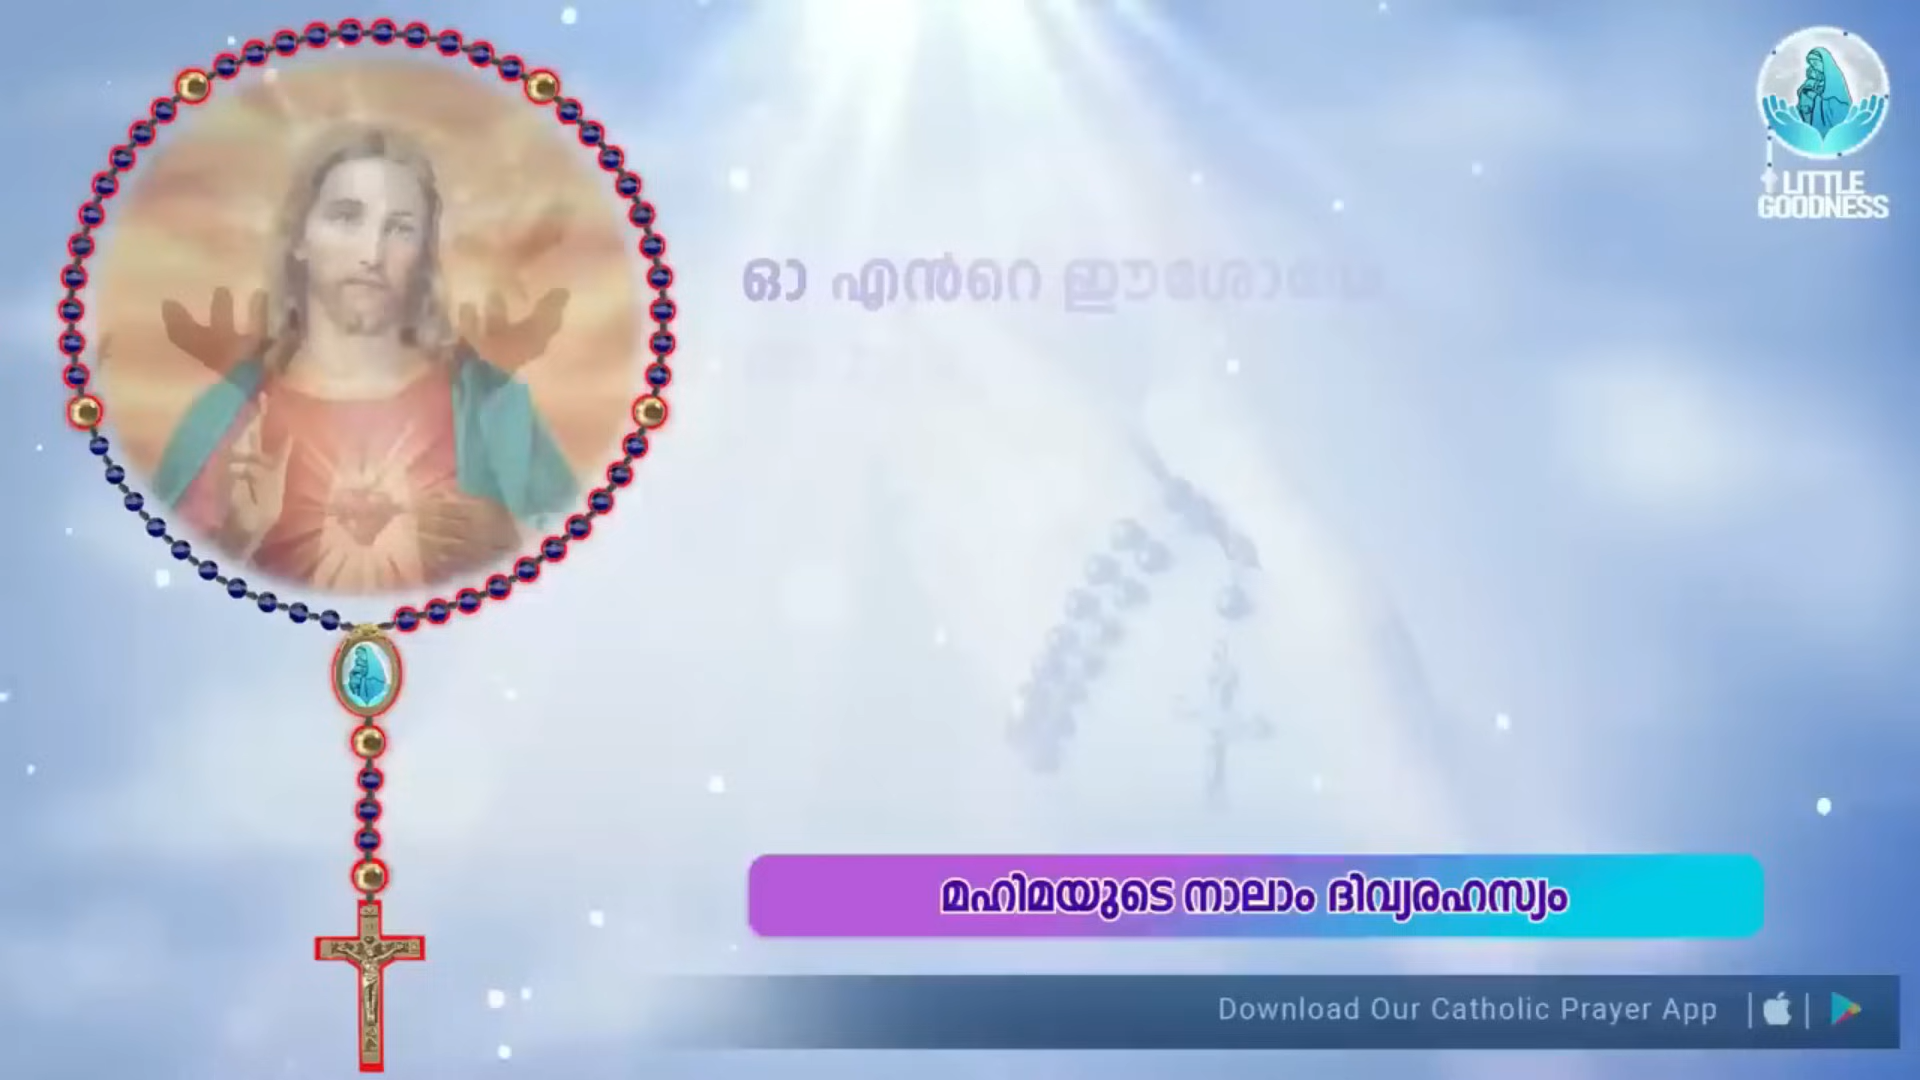 LITTLE
GOODNESS
ഓ എൻറെ ഈശോയേ
മഹിമയുടെ നാലാം ദിവ്യരഹസ്യം
Download Our Catholic Prayer App